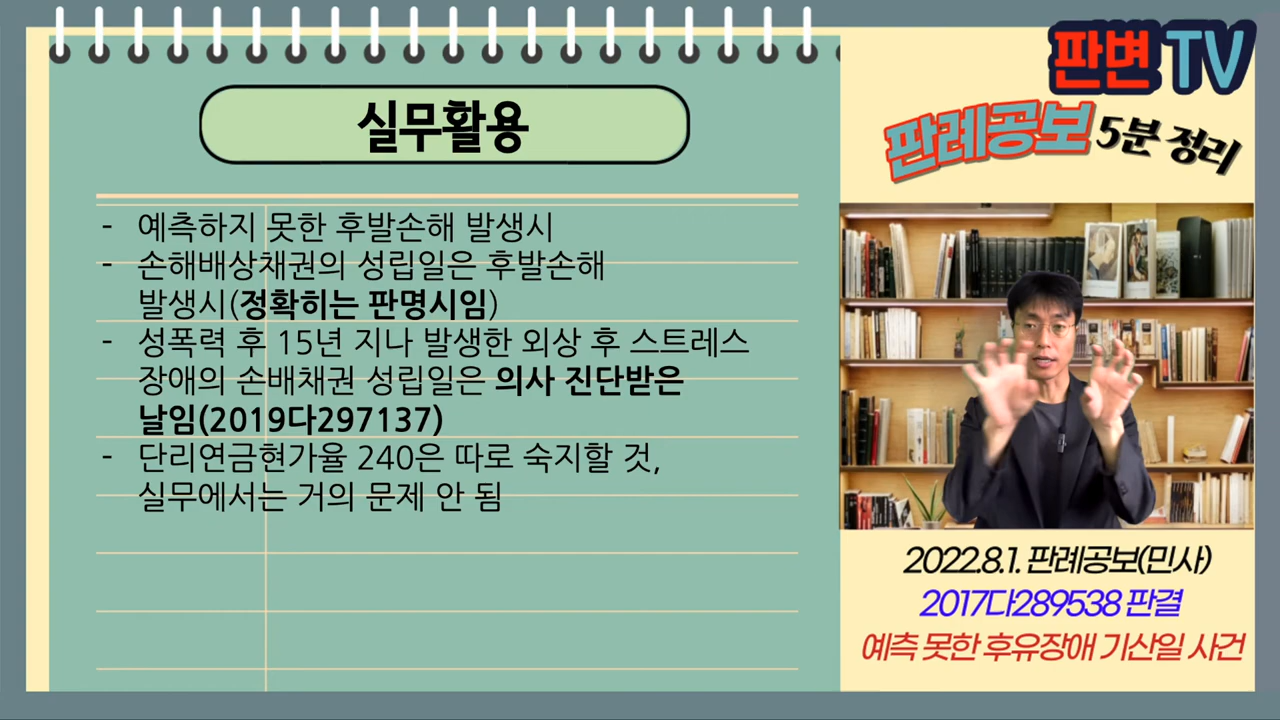 판변 TV
판례공보 5분 정리
실무활용
- 예측하지 못한 후발손해 발생시
- 손해배상채권의 성립일은 후발손해
발생시(정확히는 판명시임)
- 성폭력 후 15년 지나 발생한 외상 후 스트레스
장애의 손배채권 성립일은 의사 진단받은
날임(2019다297137)
- 단리연금현가율 240은 따로 숙지할 것,
실무에서는 거의 문제 안 됨
2022.8.1. 판례공보(민사)
2017다289538 판결
예측 못한 후유장애 기산일 사건